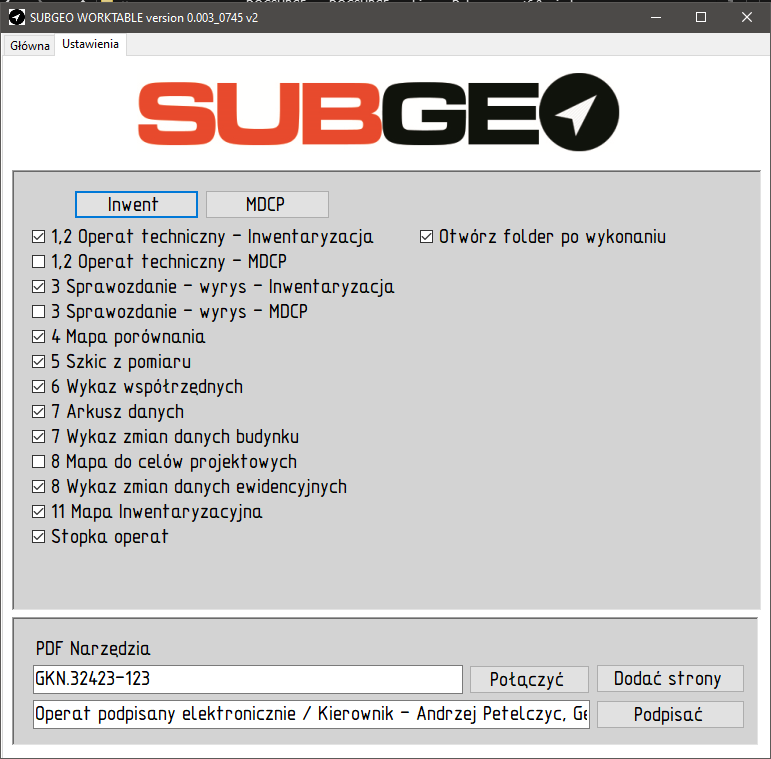 SUBGEO WORKTABLE version 0.003_0745 v2
Główna Ustawienia
SUBGEO
Inwent MDCP
1,2 Operat techniczny - Inwentaryzacja Otwórz folder po wykonaniu
1,2 Operat techniczny - MDCP
3 Sprawozdanie - wyrys - Inwentaryzacja
3 Sprawozdanie - wyrys - MDCP
4 Mapa porównania
5 Szkic z pomiaru
6 Wykaz współrzędnych
7 Arkusz danych
7 Wykaz zmian danych budynku
8 Mapa do celów projektowych
8 Wykaz zmian danych ewidencyjnych
11 Mapa Inwentaryzacyjna
Stopka operat
PDF Narzędzia
GKN.32423-123 Połączyć Dodać strony
Operat podpisany elektronicznie / Kierownik - Andrzej Petelczyc, Podpisać